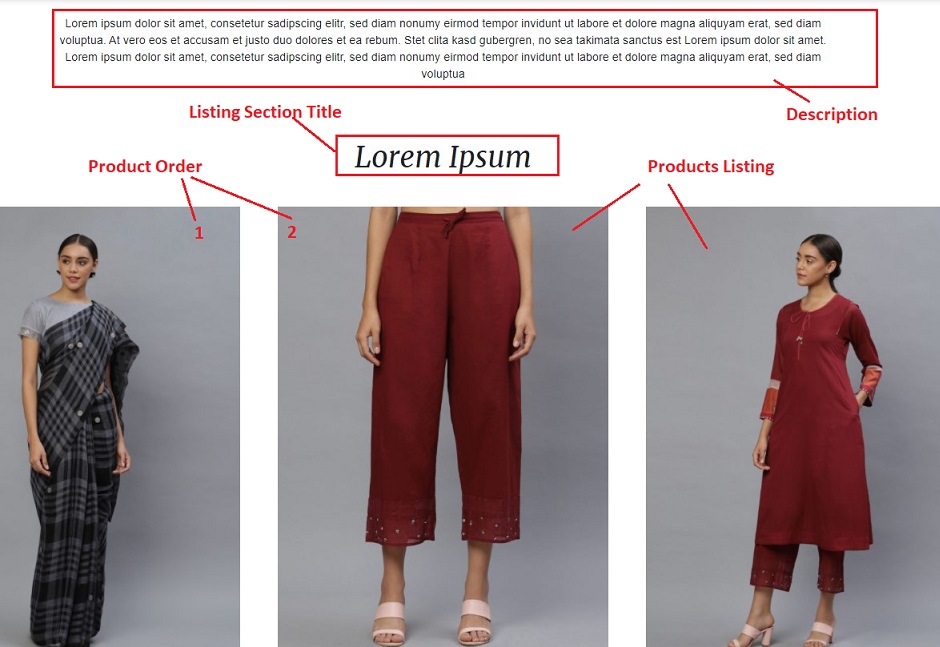 Lorem ipsum dolor sit amet, consetetur sadipscing elitr, sed diam nonumy eirmod tempor invidunt ut labore et dolore magna aliquyam erat, sed diam
voluptua. At vero eos et accusam et justo duo dolores et ea rebum. Stet clita kasd gubergren, no sea takimata sanctus est Lorem ipsum dolor sit amet.
Lorem ipsum dolor sit amet, consetetur sadipscing elitr, sed diam nonumy eirmod tempor invidunt ut labore et dolore magna aliquyam erat, sed diam
voluptua
Listing Section Title
Description
Lorem Ipsum
Product Order
Products Listing
1
2